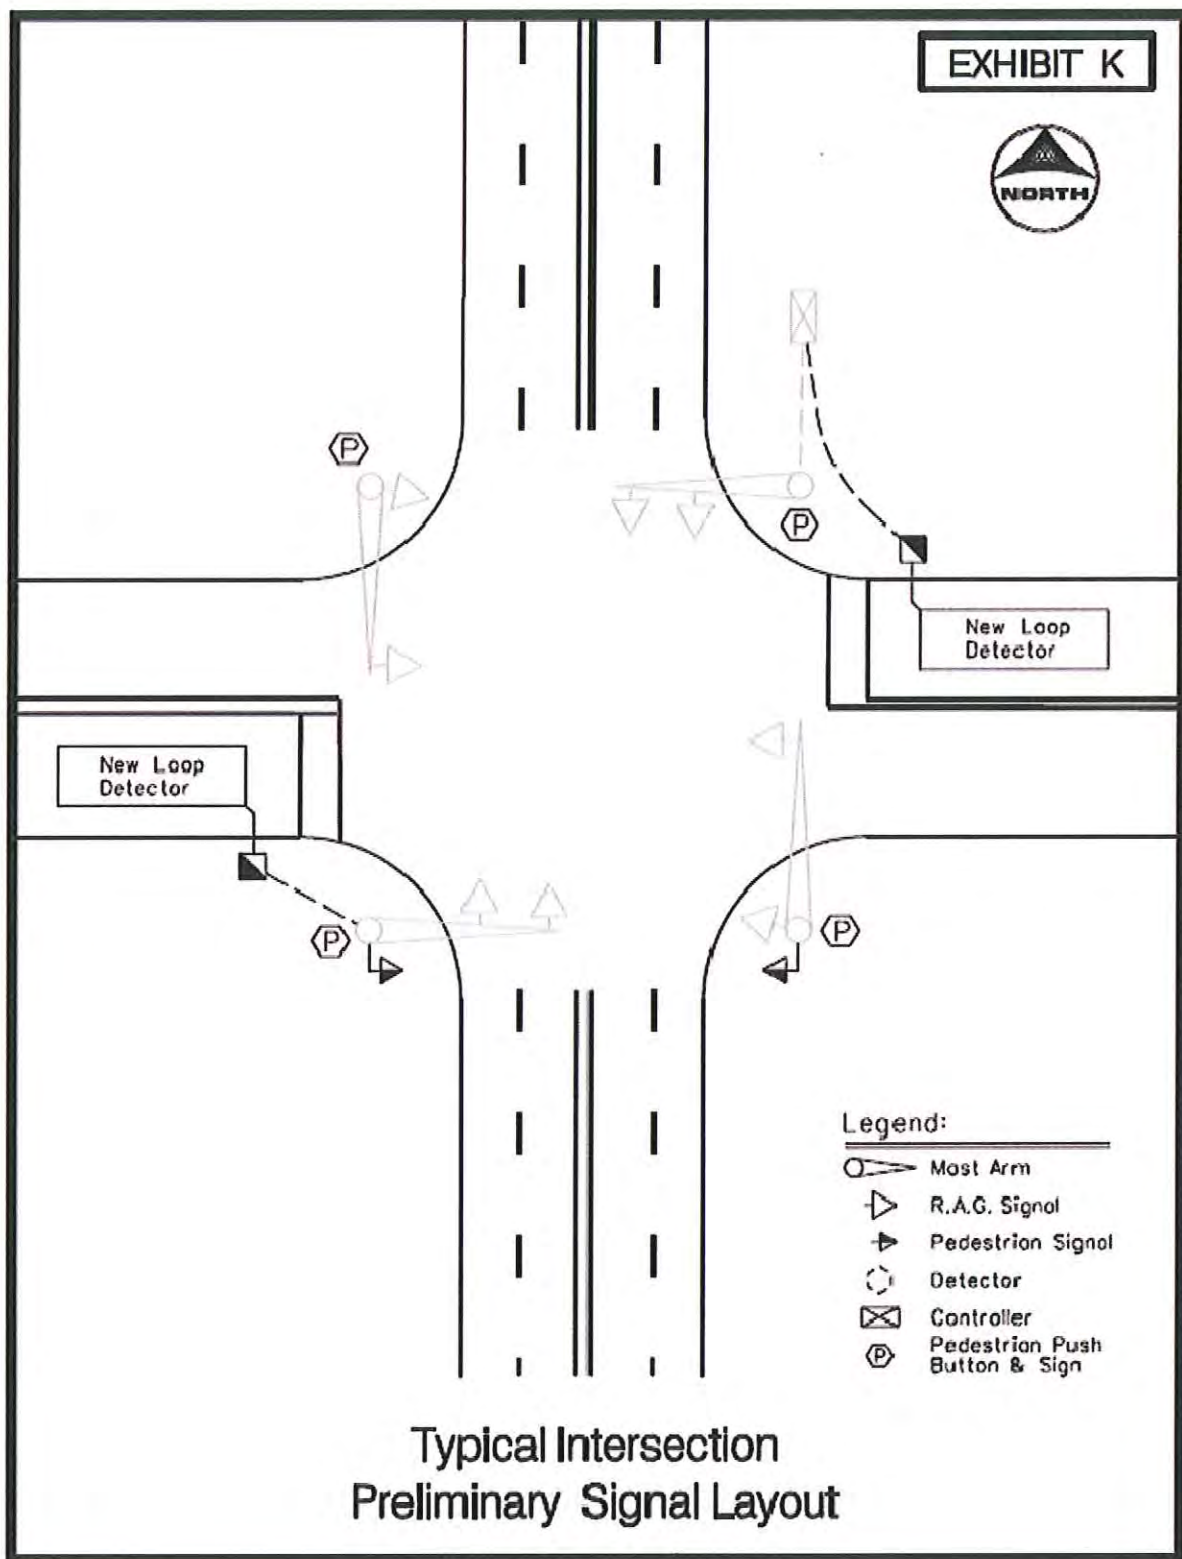 EXHIBIT K
NORTH
P
P
New Loop
Detector
New Loop
Detector
P
P
Legend:
Mast Arm
R.A.G. Signal
Pedestrian Signal
Detector
Controller
P
Pedestrian Push
Button & Sign
Typical Intersection
Preliminary Signal Layout